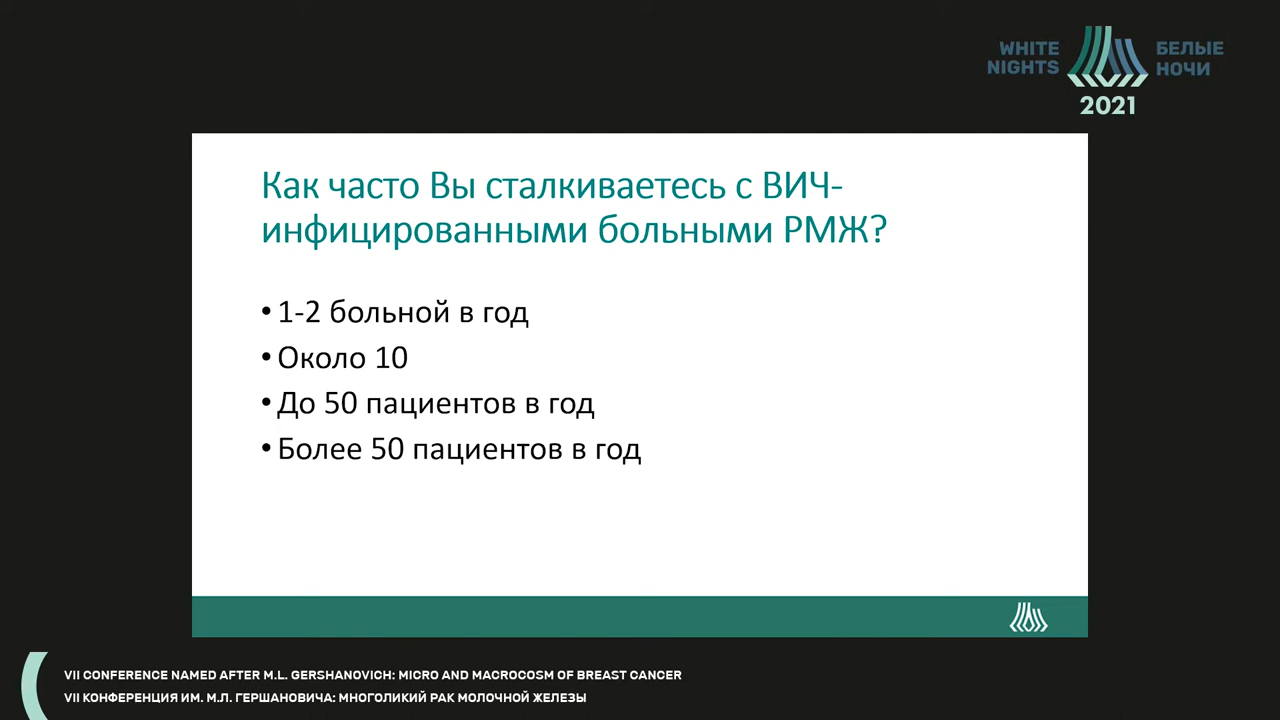 WHITE
NIGHTS
БЕЛЫЕ
НОЧИ
2021
Как часто Вы сталкиваетесь с ВИЧ-
инфицированными больными РМЖ?
• 1-2 больной в год
• Около 10
• До 50 пациентов в год
• Более 50 пациентов в год
VII CONFERENCE NAMED AFTER M.L. GERSHANOVICH: MICRO AND MACROCOSM OF BREAST CANCER
VII КОНФЕРЕНЦИЯ ИМ. М.Л. ГЕРШАНОВИЧА: МНОГОЛИКИЙ РАК МОЛОЧНОЙ ЖЕЛЕЗЫ